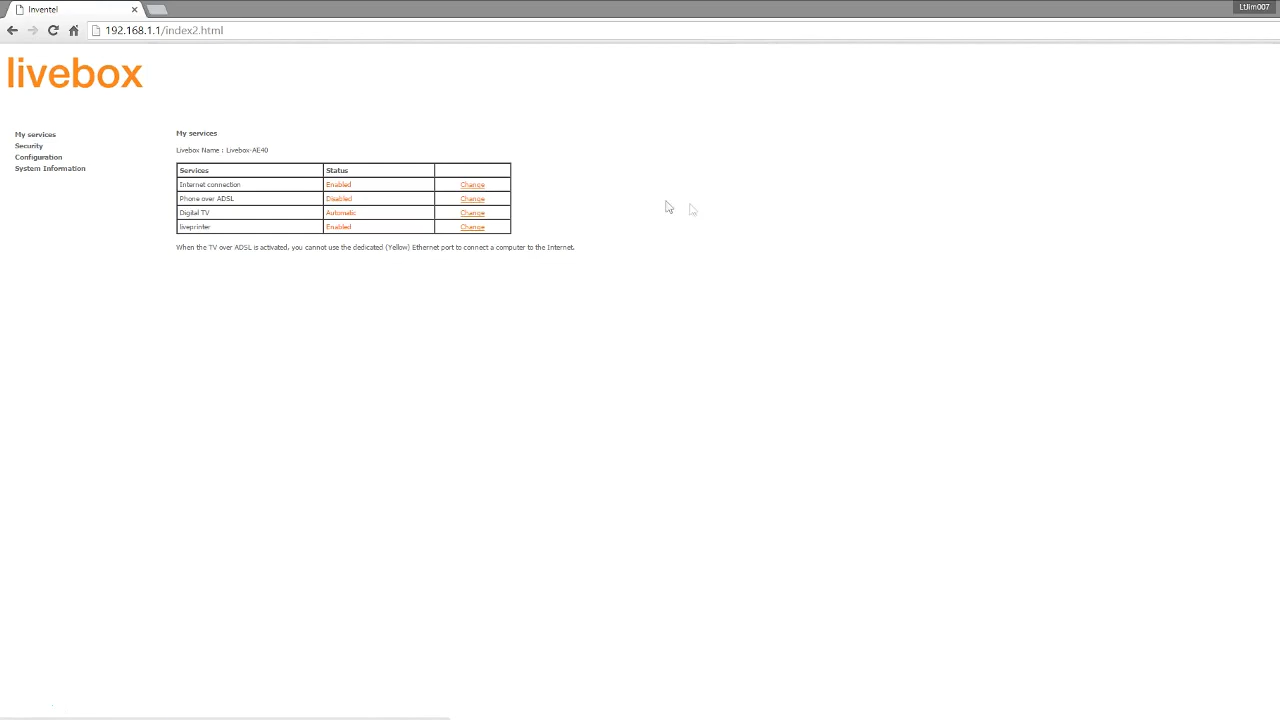 Inventel
LtJim007
192.168.1.1/index2.html
livebox
My services
Security
Configuration
System Information
My services
Livebox Name : Livebox-AE40
Services Status
Internet connection Enabled Change
Phone over ADSL Disabled Change
Digital TV Automatic Change
liveprinter Enabled Change
When the TV over ADSL is activated, you cannot use the dedicated (Yellow) Ethernet port to connect a computer to the Internet.